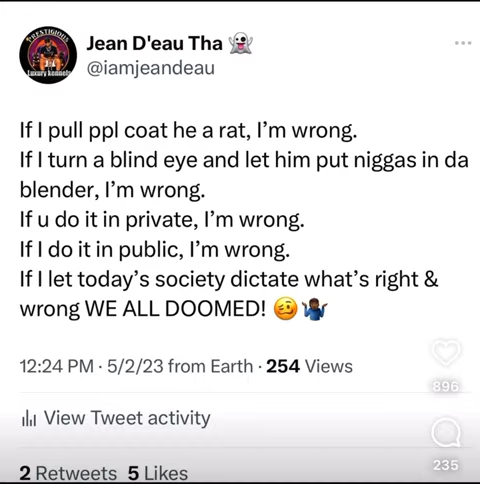 PRESTIGIOUS
Luxury kennels
Jean D'eau Tha 👻
@iamjeandeau
If I pull ppl coat he a rat, I’m wrong.
If I turn a blind eye and let him put niggas in da
blender, I’m wrong.
If u do it in private, I’m wrong.
If I do it in public, I’m wrong.
If I let today’s society dictate what’s right &
wrong WE ALL DOOMED! 🥴🤷🏾‍♂️
12:24 PM · 5/2/23 from Earth · 254 Views
896
View Tweet activity
235
2 Retweets 5 Likes